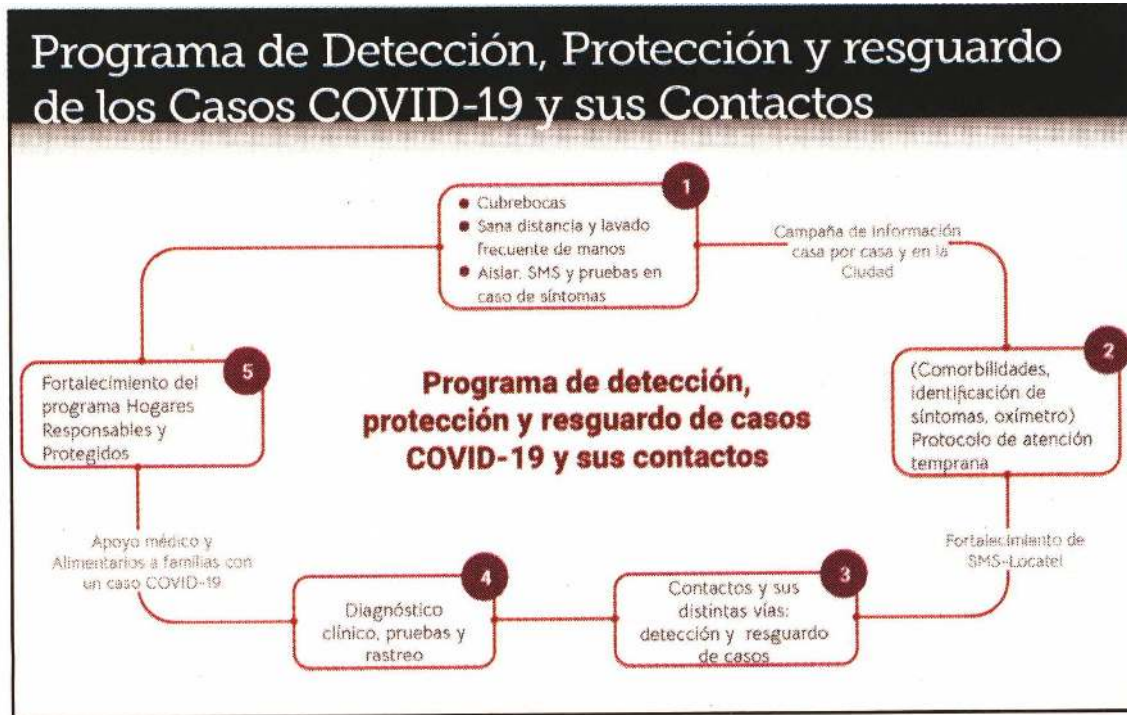 Programa de Detección, Protección y resguardo
de los Casos COVID-19 y sus Contactos
1
● Cubrebocas
● Sana distancia y lavado
frecuente de manos
● Aislar, SMS y pruebas en
caso de síntomas
Campaña de información
casa por casa y en la
Ciudad
2
(Comorbilidades,
identificación de
síntomas, oxímetro)
Protocolo de atención
temprana
Fortalecimiento de
SMS-Locatel
3
Contactos y sus
distintas vías:
detección y resguardo
de casos
4
Diagnóstico
clínico, pruebas y
rastreo
Apoyo médico y
Alimentarios a familias con
un caso COVID-19
5
Fortalecimiento del
programa Hogares
Responsables y
Protegidos
Programa de detección,
protección y resguardo de casos
COVID-19 y sus contactos